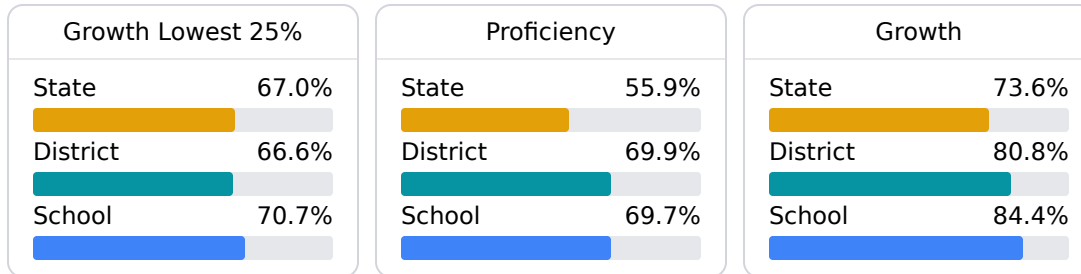 Growth Lowest 25%
State 67.0%
District 66.6%
School 70.7%
Proficiency
State 55.9%
District 69.9%
School 69.7%
Growth
State 73.6%
District 80.8%
School 84.4%